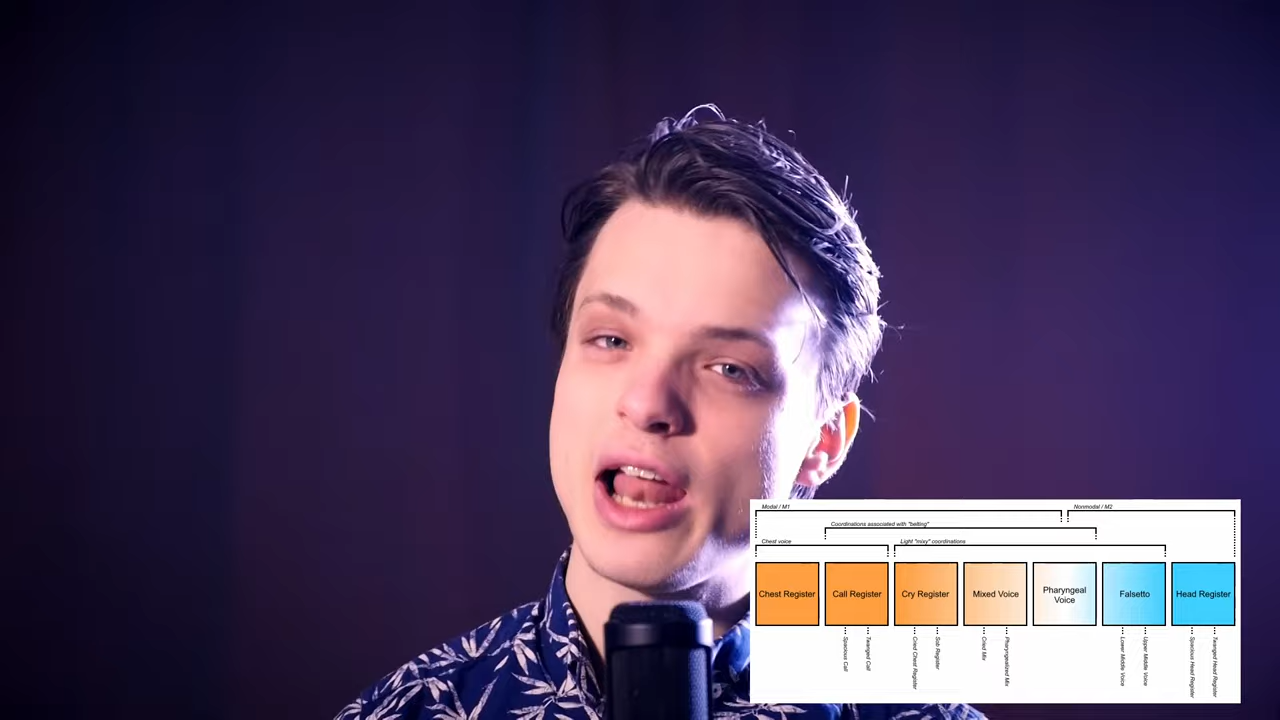 Modal / M1
Nonmodal / M2
Coordinations associated with "belting"
Chest voice
Light "mixy" coordinations
Chest Register
Call Register
Cry Register
Mixed Voice
Pharyngeal
Voice
Falsetto
Head Register
Spacious Call
Twanged Call
Cried Chest Register
Sob Register
Cried Mix
Pharyngealized Mix
Lower Middle Voice
Upper Middle Voice
Spacious Head Register
Twanged Head Register